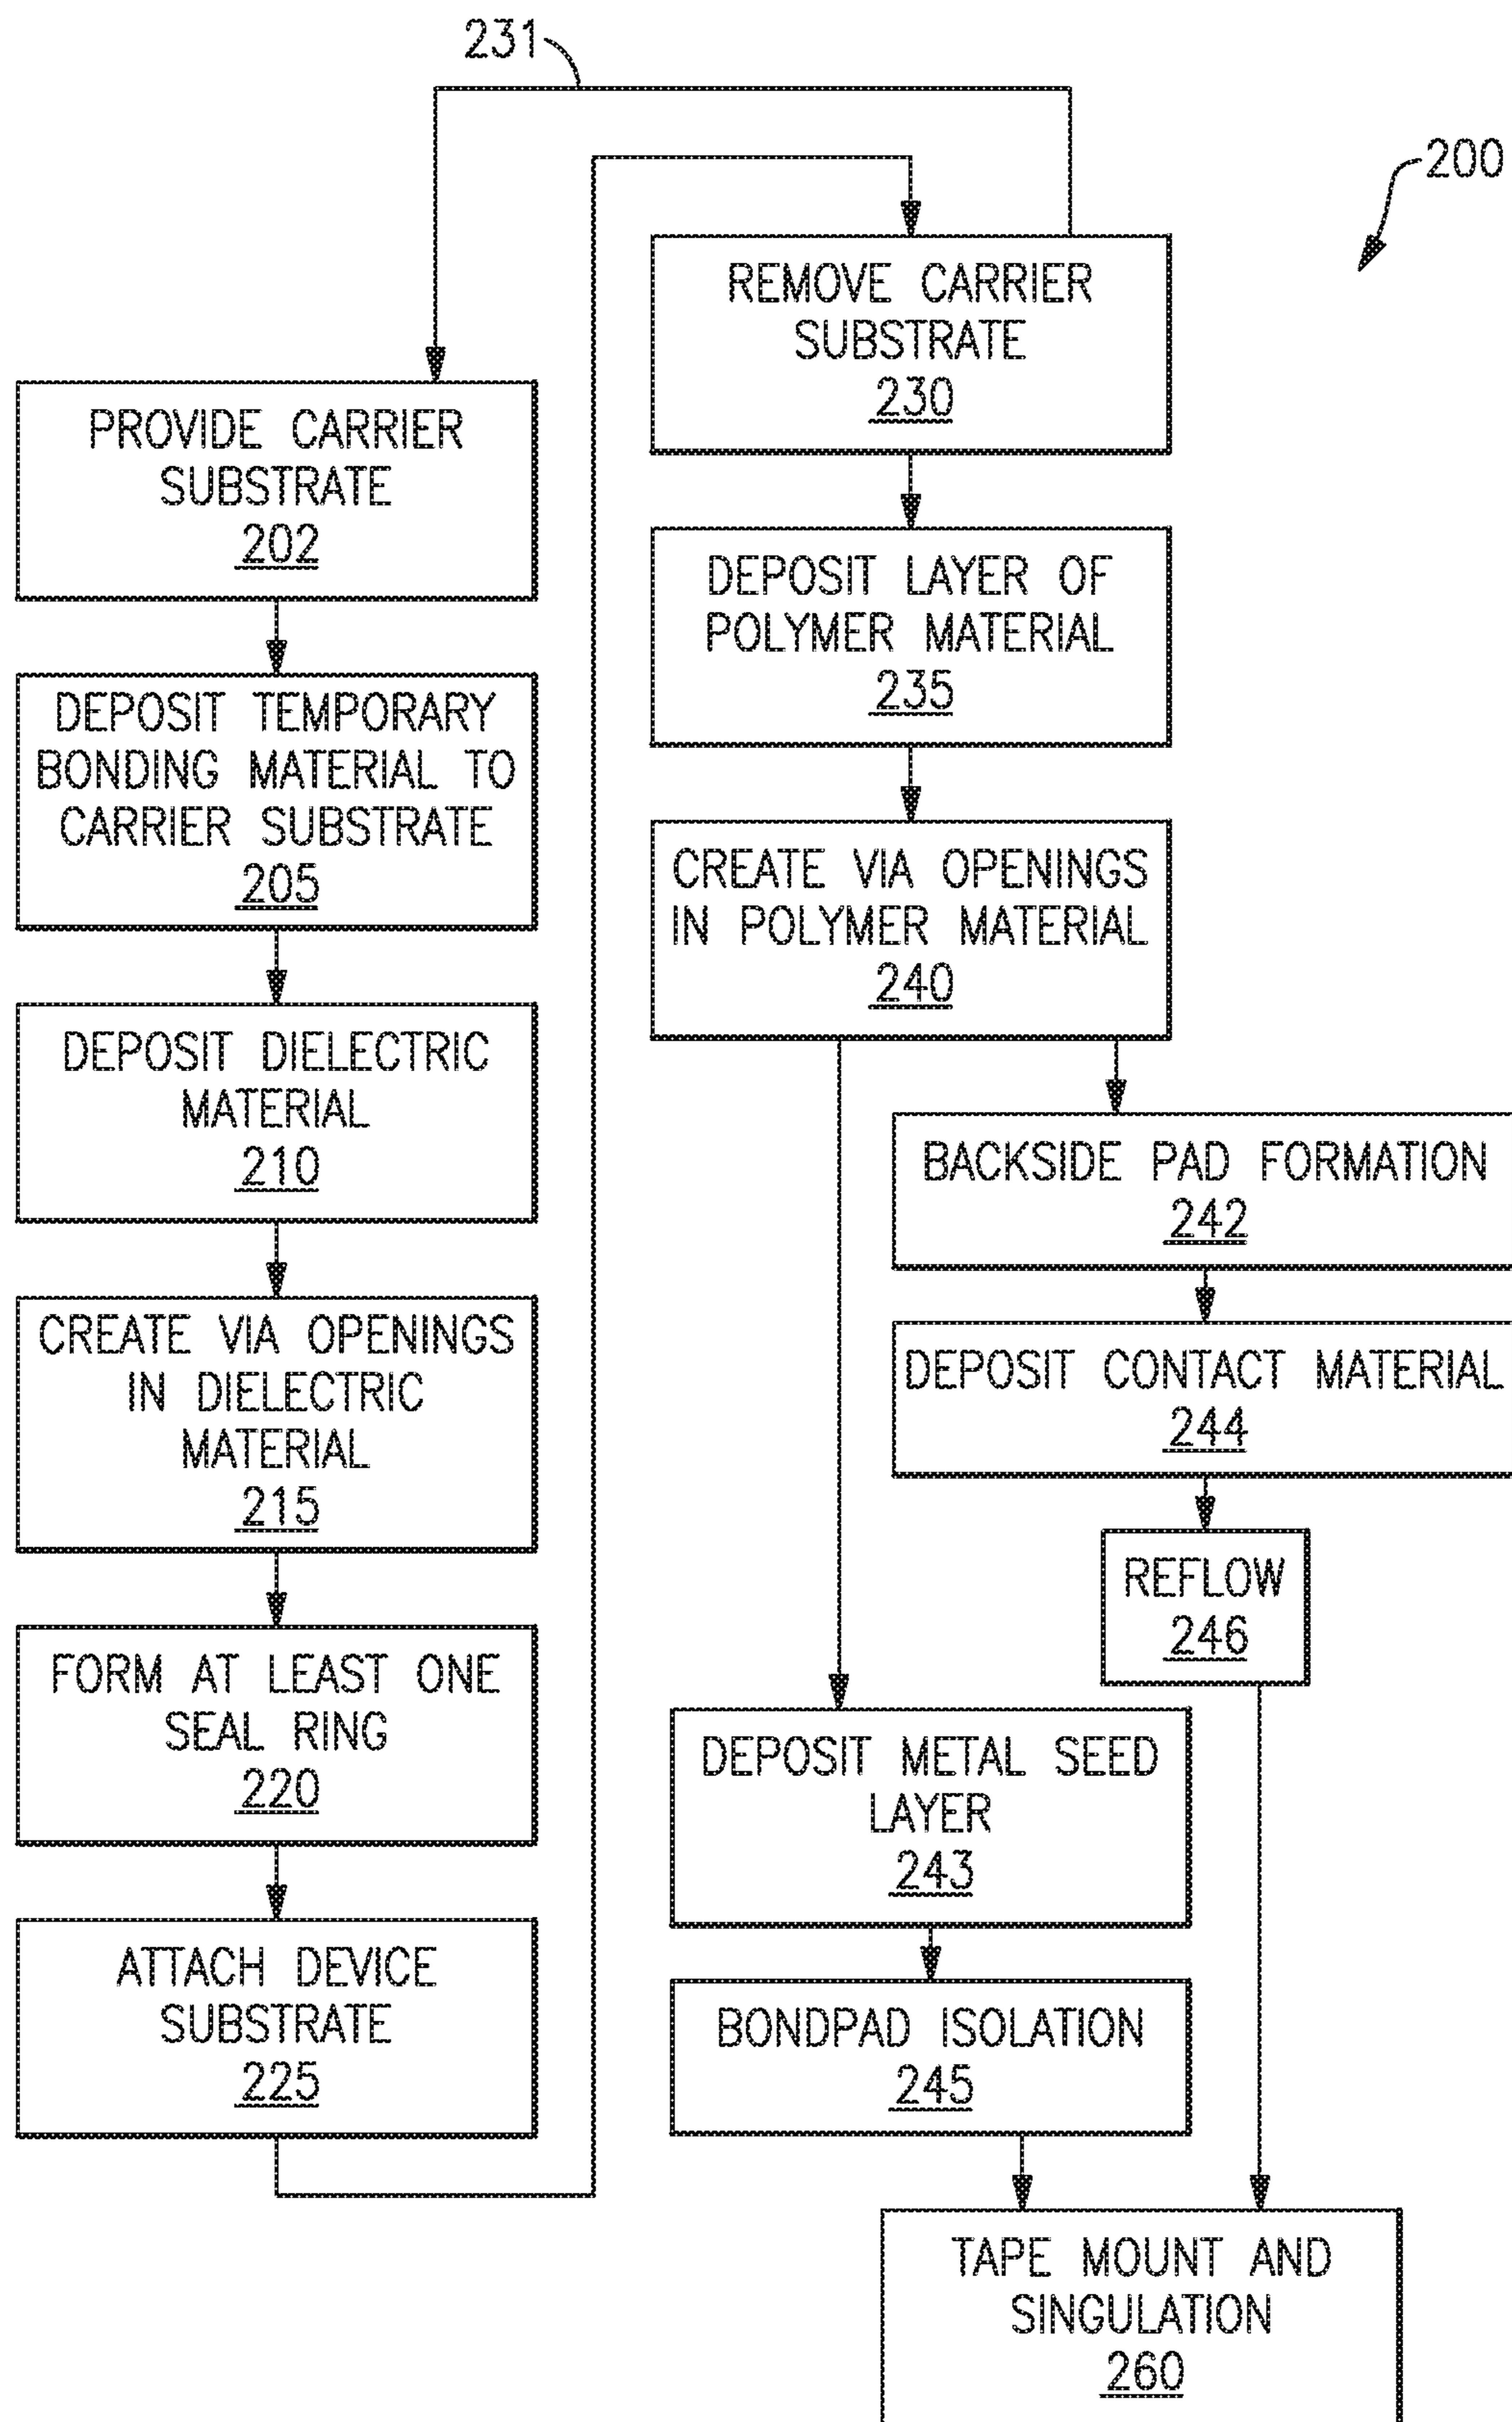 231
200
PROVIDE CARRIER
SUBSTRATE
202
DEPOSIT TEMPORARY
BONDING MATERIAL TO
CARRIER SUBSTRATE
205
DEPOSIT DIELECTRIC
MATERIAL
210
CREATE VIA OPENINGS
IN DIELECTRIC
MATERIAL
215
FORM AT LEAST ONE
SEAL RING
220
ATTACH DEVICE
SUBSTRATE
225
REMOVE CARRIER
SUBSTRATE
230
DEPOSIT LAYER OF
POLYMER MATERIAL
235
CREATE VIA OPENINGS
IN POLYMER MATERIAL
240
BACKSIDE PAD FORMATION
242
DEPOSIT CONTACT MATERIAL
244
REFLOW
246
DEPOSIT METAL SEED
LAYER
243
BONDPAD ISOLATION
245
TAPE MOUNT AND
SINGULATION
260